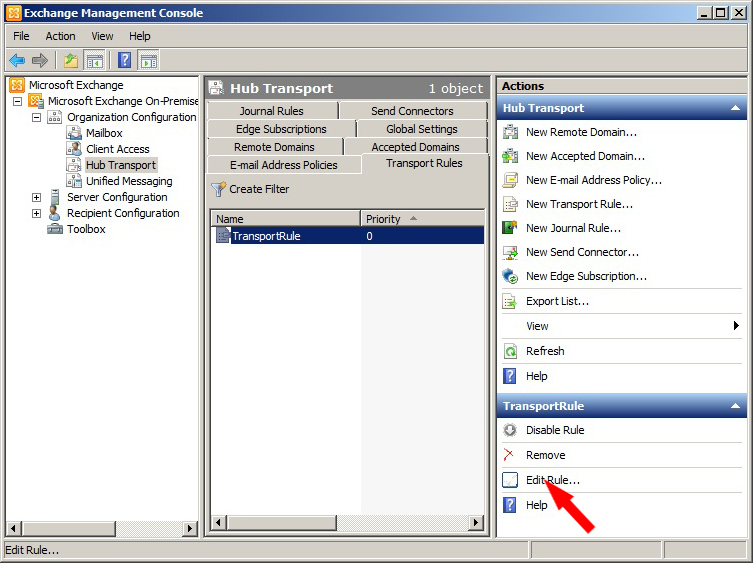 Exchange Management Console
File Action View Help
Microsoft Exchange
Microsoft Exchange On-Premise
Organization Configuration
Mailbox
Client Access
Hub Transport
Unified Messaging
Server Configuration
Recipient Configuration
Toolbox
Hub Transport 1 object
Journal Rules Send Connectors
Edge Subscriptions Global Settings
Remote Domains Accepted Domains
E-mail Address Policies Transport Rules
Create Filter
Name Priority
TransportRule 0
Actions
Hub Transport
New Remote Domain...
New Accepted Domain...
New E-mail Address Policy...
New Transport Rule...
New Journal Rule...
New Send Connector...
New Edge Subscription...
Export List...
View
Refresh
Help
TransportRule
Disable Rule
Remove
Edit Rule...
Help
Edit Rule...